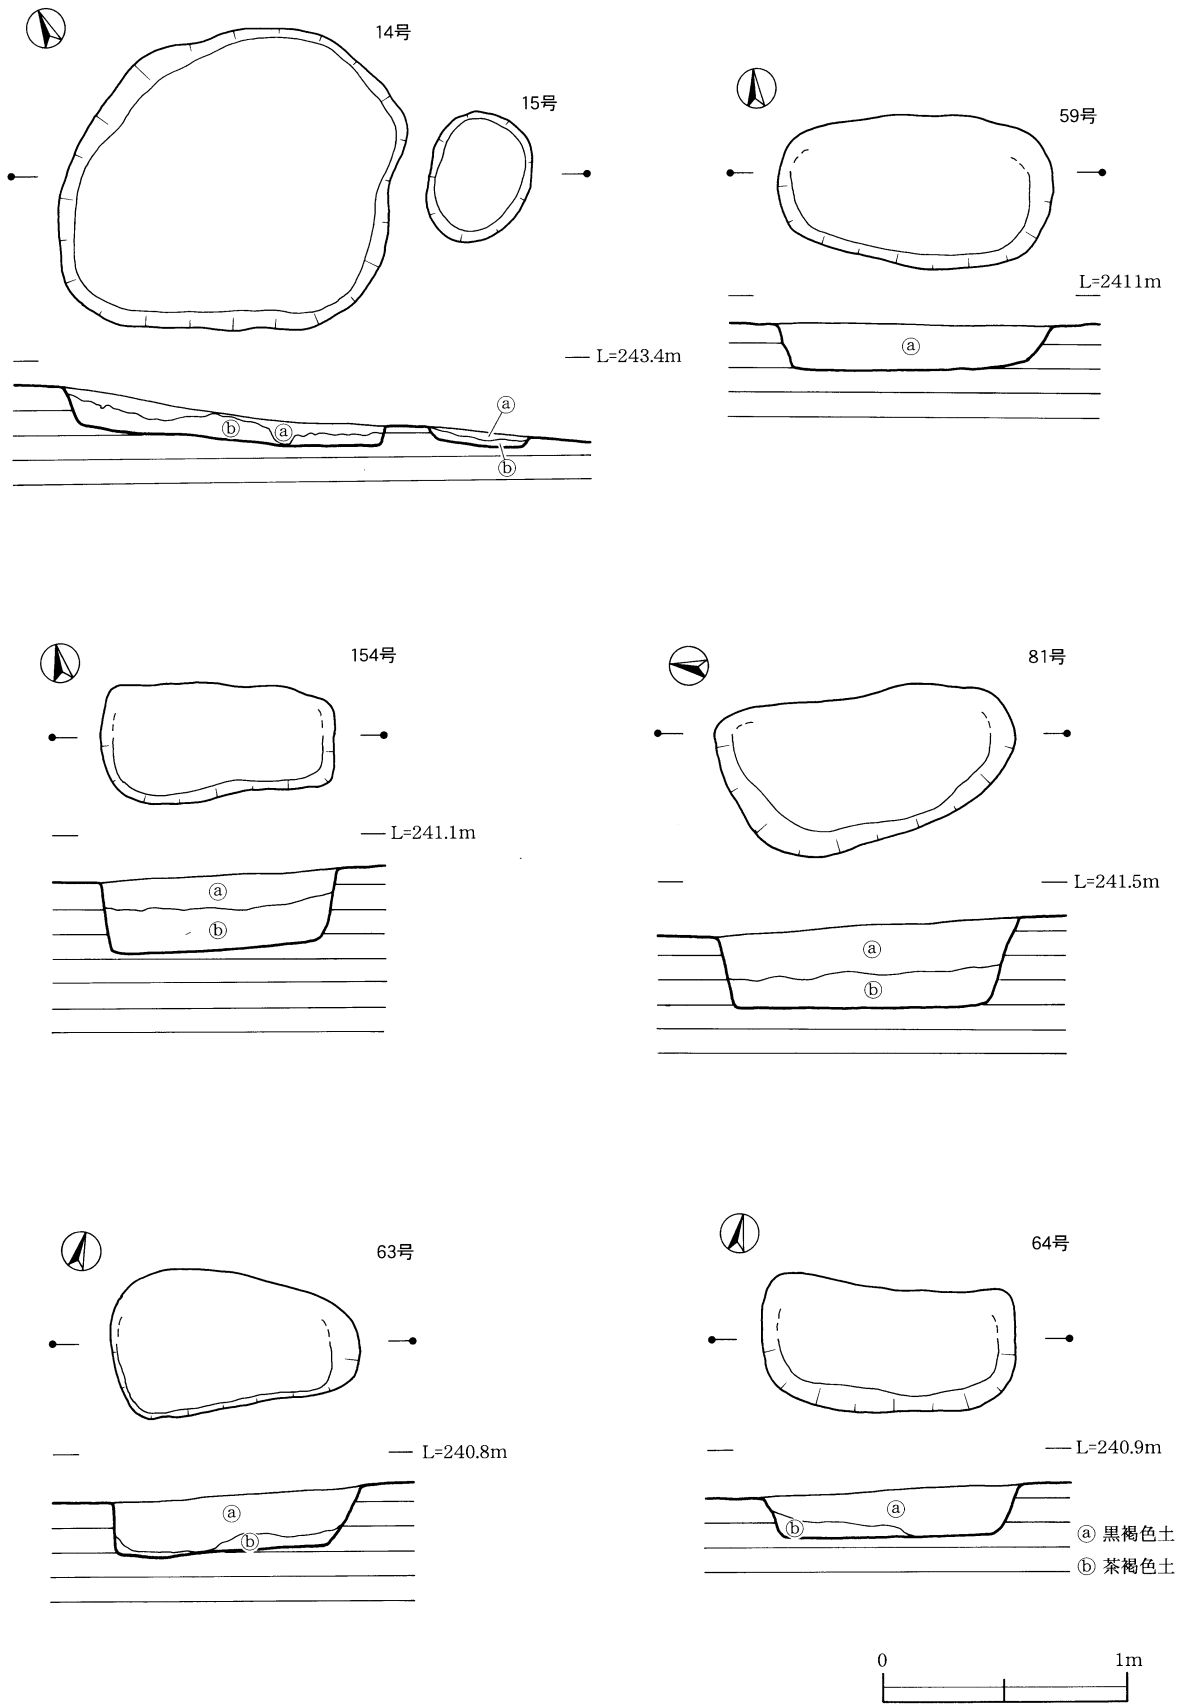 14号
15号
59号
L=2411m
L=243.4m
ⓐ
ⓑ
ⓐ
ⓐ
ⓑ
154号
81号
L=241.1m
L=241.5m
ⓐ
ⓑ
ⓐ
ⓑ
63号
64号
L=240.8m
L=240.9m
ⓐ
ⓑ
ⓐ
ⓑ
ⓐ 黒褐色土
ⓑ 茶褐色土
0 1m